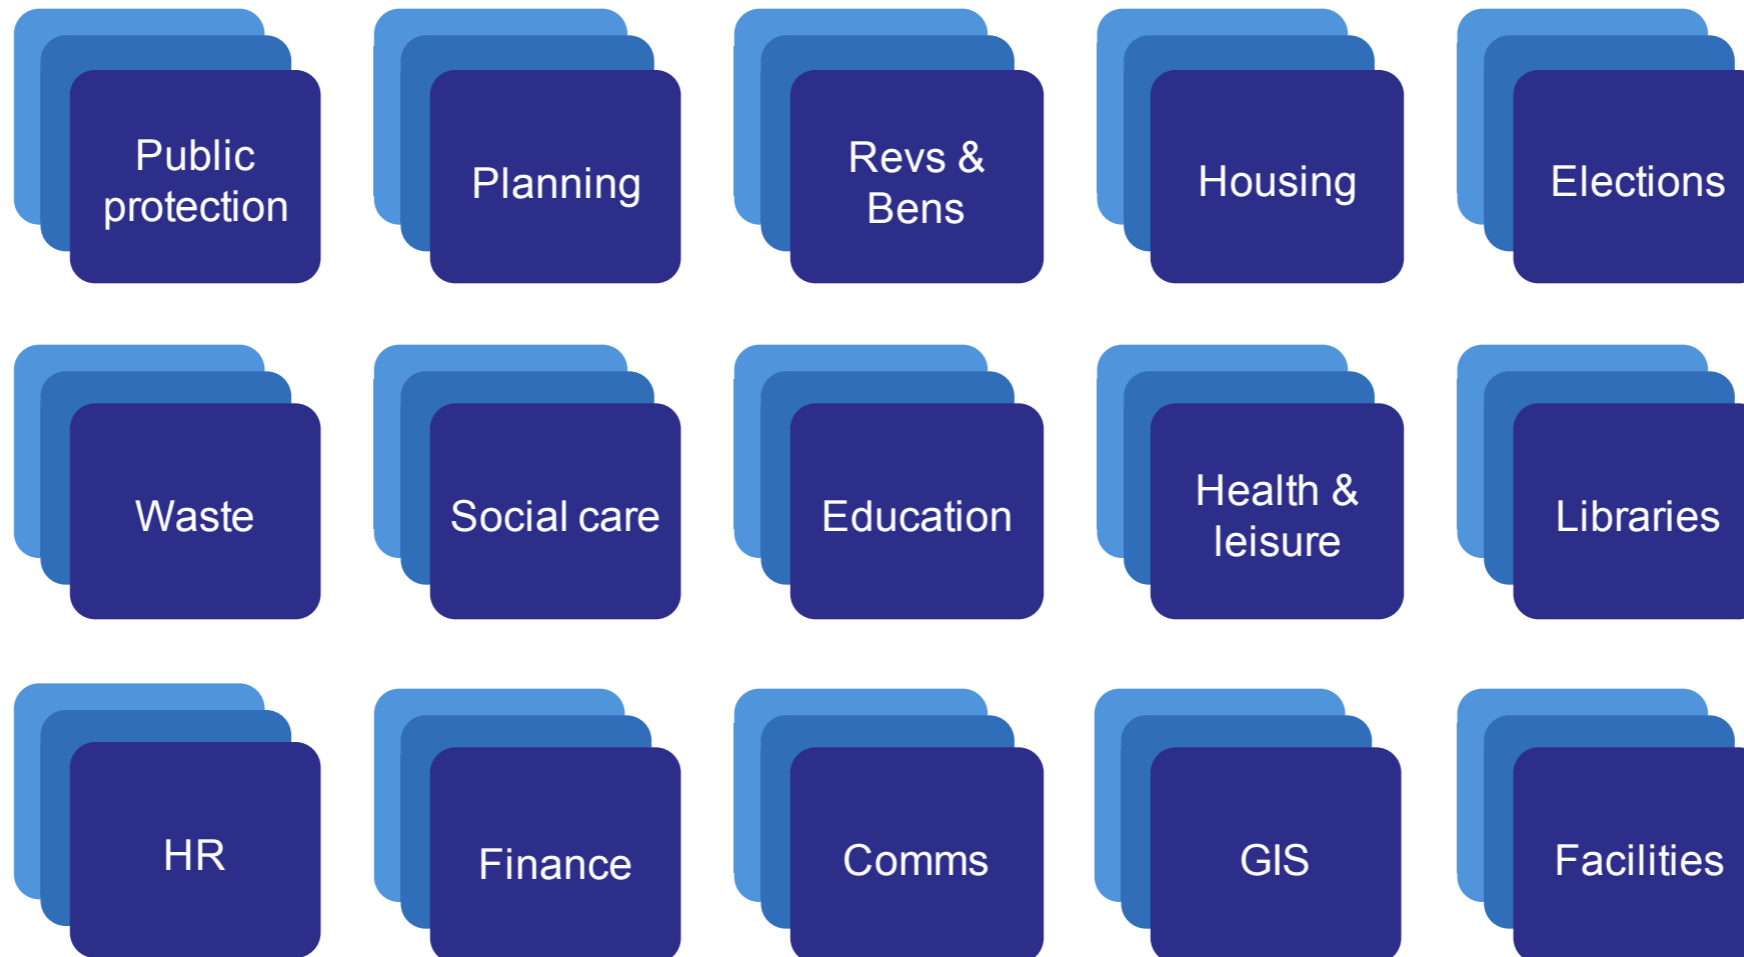 Public
protection
Planning
Revs &
Bens
Housing
Elections
Waste
Social care
Education
Health &
leisure
Libraries
HR
Finance
Comms
GIS
Facilities